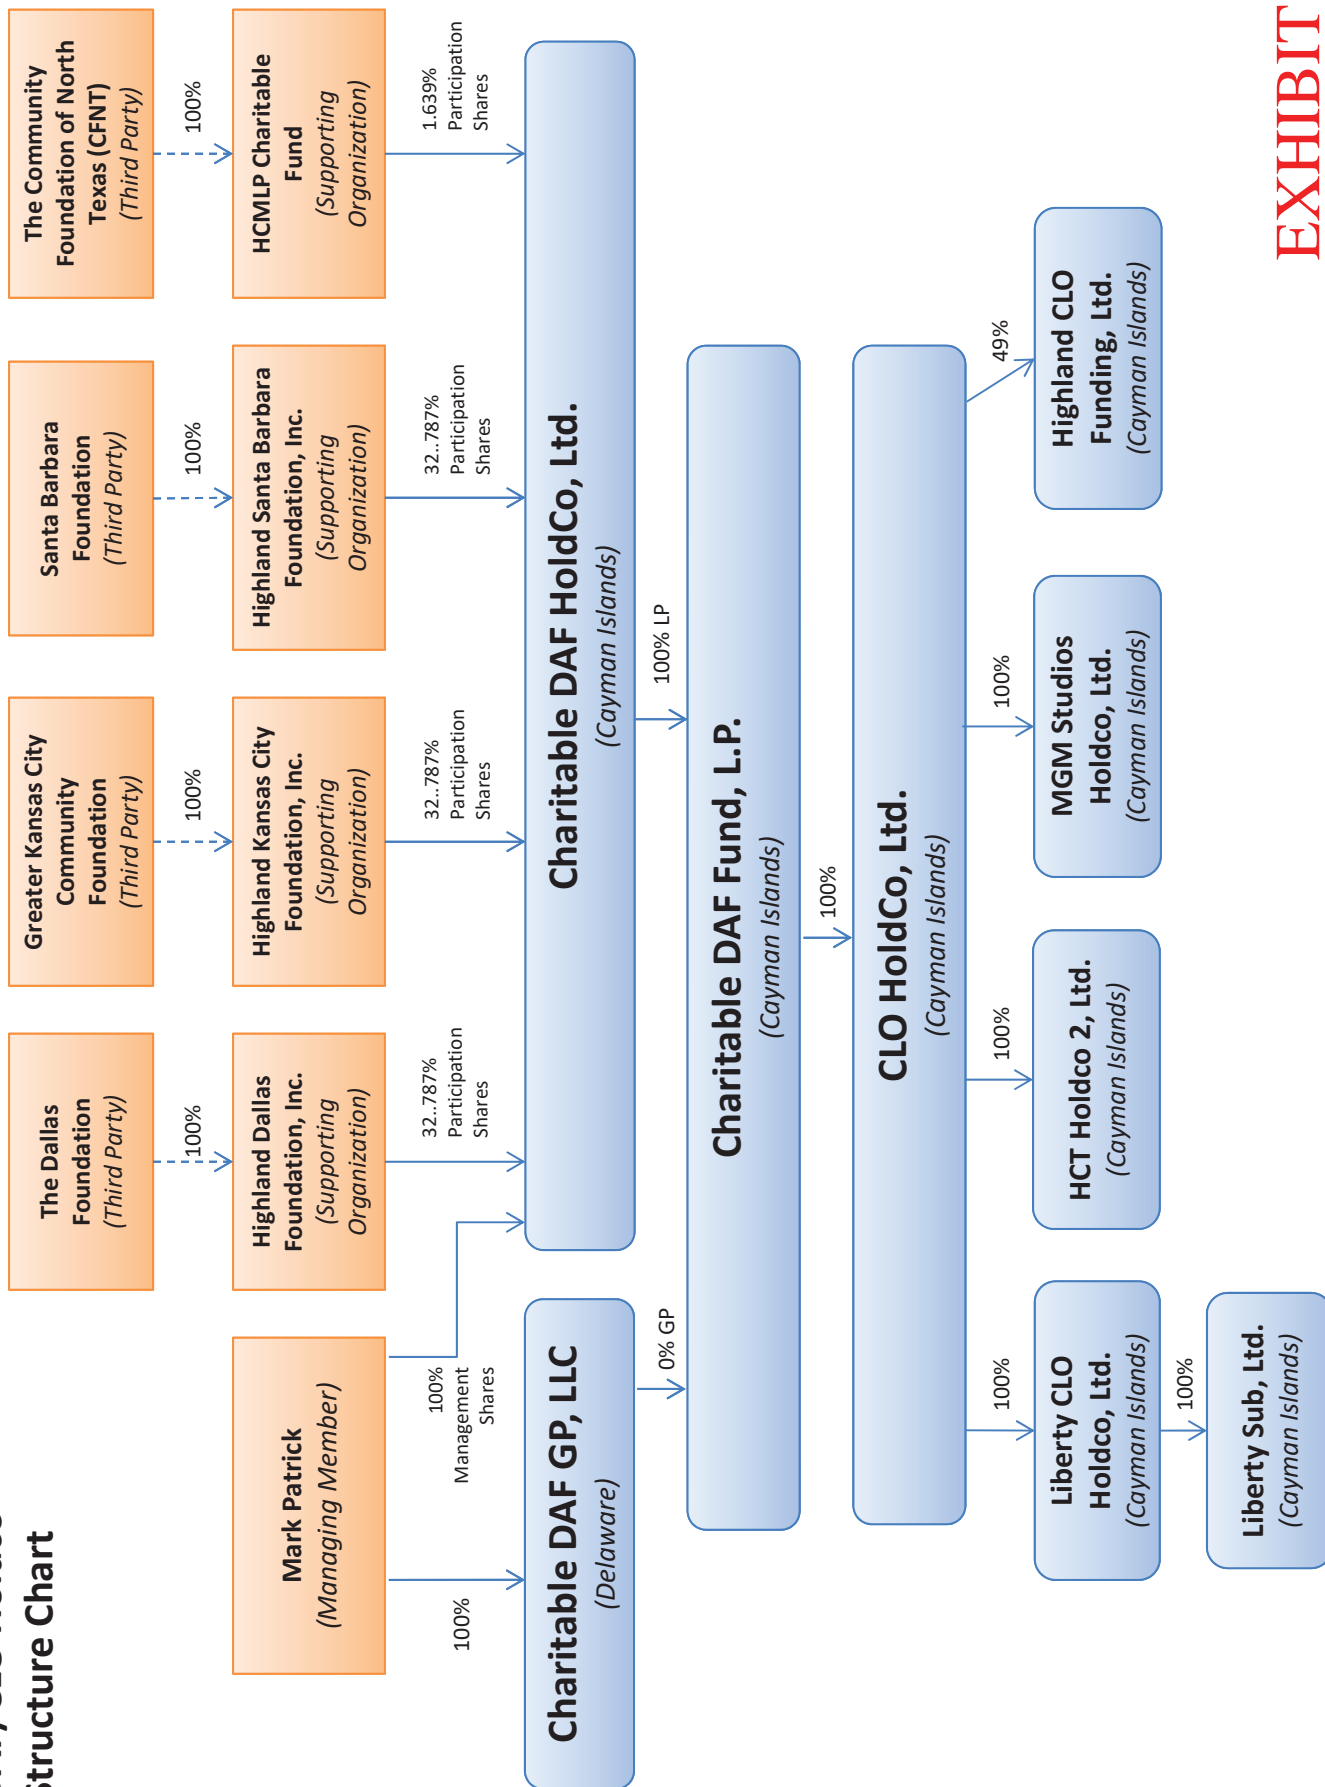 Structure Chart
The Dallas
Foundation
(Third Party)
Greater Kansas City
Community
Foundation
(Third Party)
Santa Barbara
Foundation
(Third Party)
The Community
Foundation of North
Texas (CFNT)
(Third Party)
100%
100%
100%
100%
Mark Patrick
(Managing Member)
Highland Dallas
Foundation, Inc.
(Supporting
Organization)
Highland Kansas City
Foundation, Inc.
(Supporting
Organization)
Highland Santa Barbara
Foundation, Inc.
(Supporting
Organization)
HCMLP Charitable
Fund
(Supporting
Organization)
100%
100%
Management
Shares
32..787%
Participation
Shares
32..787%
Participation
Shares
32..787%
Participation
Shares
1.639%
Participation
Shares
Charitable DAF GP, LLC
(Delaware)
Charitable DAF HoldCo, Ltd.
(Cayman Islands)
0% GP
100% LP
Charitable DAF Fund, L.P.
(Cayman Islands)
100%
CLO HoldCo, Ltd.
(Cayman Islands)
100%
100%
100%
49%
Liberty CLO
Holdco, Ltd.
(Cayman Islands)
HCT Holdco 2, Ltd.
(Cayman Islands)
MGM Studios
Holdco, Ltd.
(Cayman Islands)
Highland CLO
Funding, Ltd.
(Cayman Islands)
100%
Liberty Sub, Ltd.
(Cayman Islands)
EXHIBIT